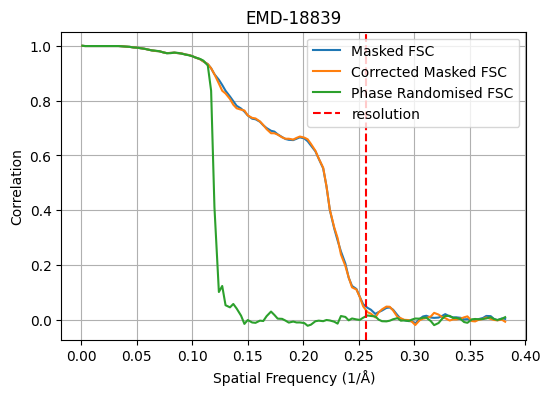 EMD-18839
Masked FSC
Corrected Masked FSC
Phase Randomised FSC
resolution
Correlation
1.0
0.8
0.6
0.4
0.2
0.0
0.00 0.05 0.10 0.15 0.20 0.25 0.30 0.35 0.40
Spatial Frequency (1/Å)